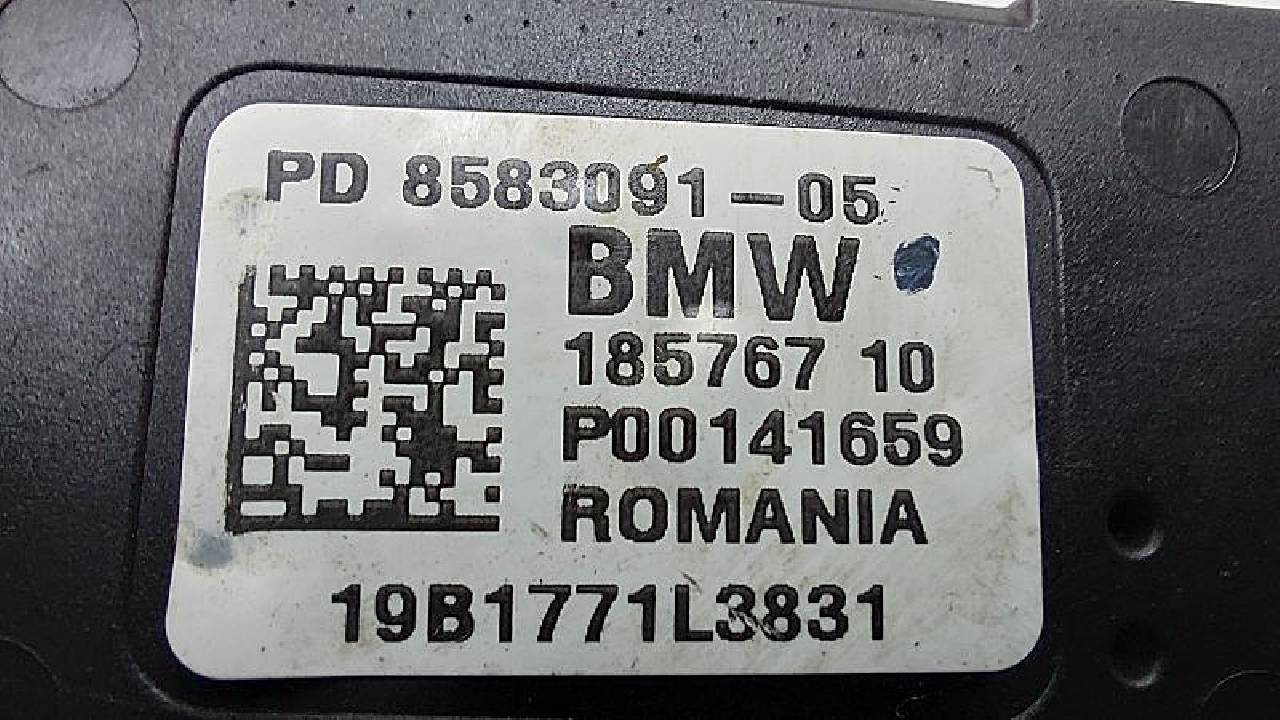 PD 8583091-05
BMW
185767 10
P00141659
ROMANIA
19B1771L3831